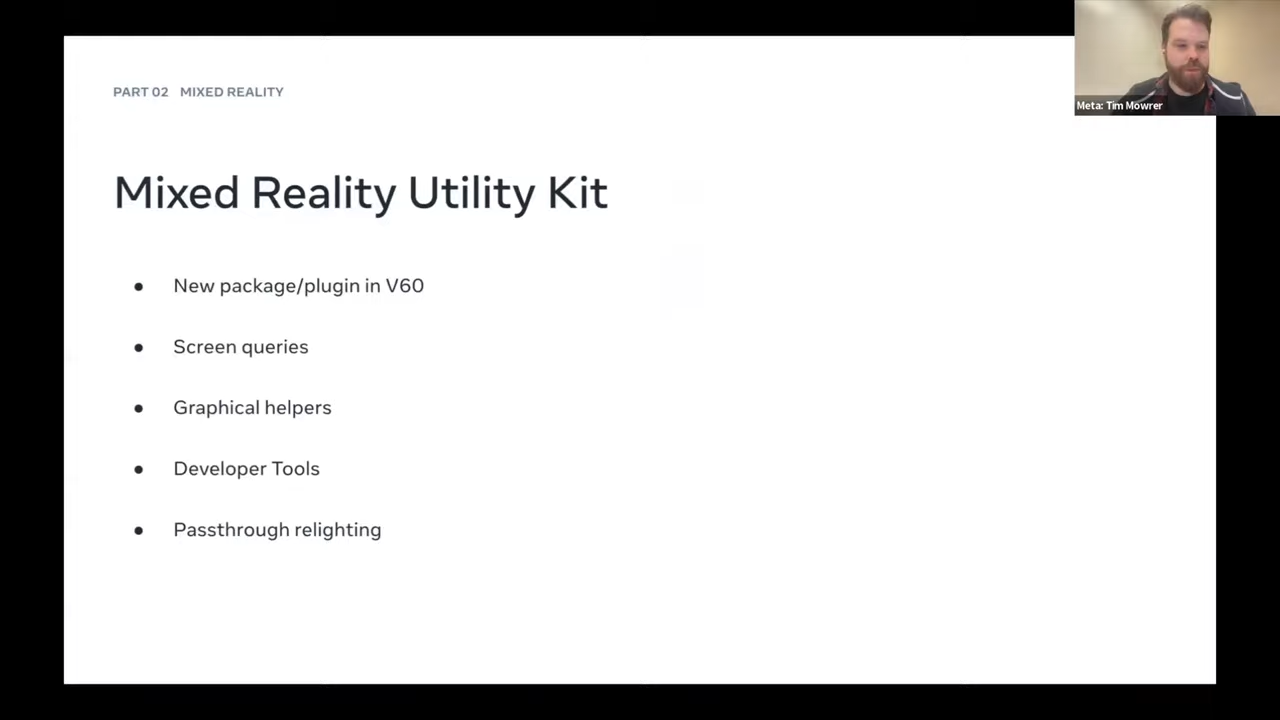 PART 02 MIXED REALITY
Meta: Tim Mowrer
Mixed Reality Utility Kit
● New package/plugin in V60
● Screen queries
● Graphical helpers
● Developer Tools
● Passthrough relighting